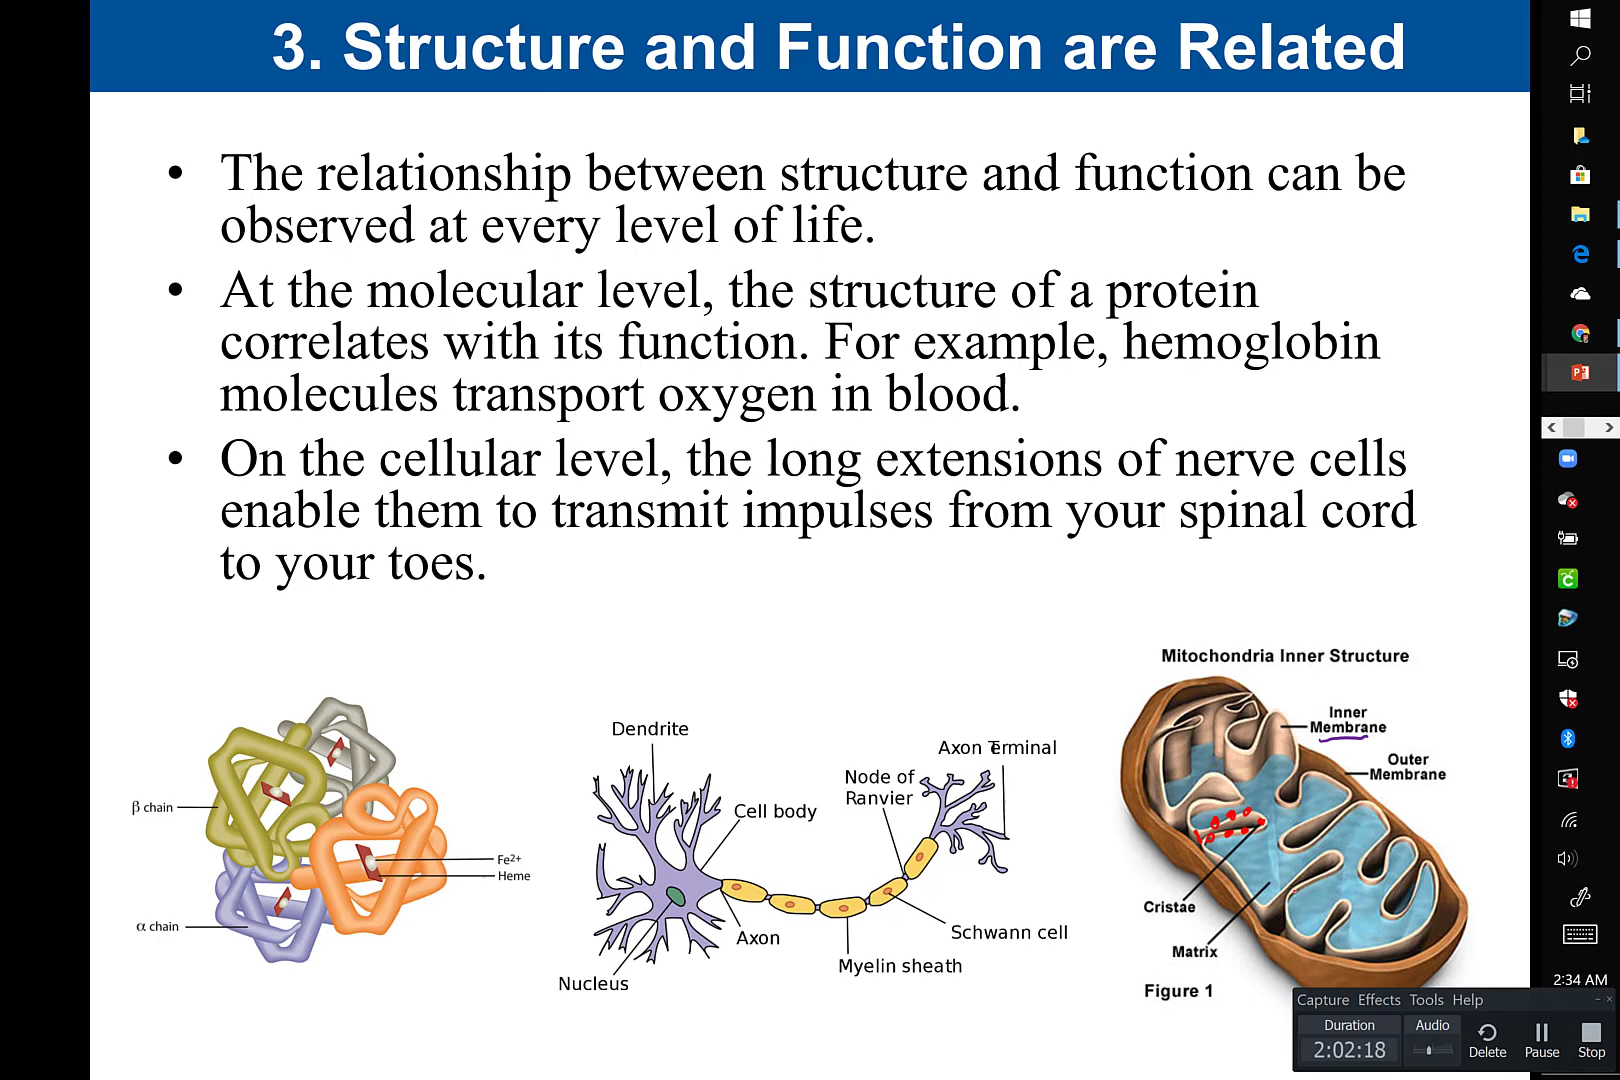 3. Structure and Function are Related
• The relationship between structure and function can be
observed at every level of life.
• At the molecular level, the structure of a protein
correlates with its function. For example, hemoglobin
molecules transport oxygen in blood.
• On the cellular level, the long extensions of nerve cells
enable them to transmit impulses from your spinal cord
to your toes.
β chain
Fe2+
Heme
α chain
Dendrite
Cell body
Axon Terminal
Node of
Ranvier
Axon
Schwann cell
Myelin sheath
Nucleus
Mitochondria Inner Structure
Inner
Membrane
Outer
Membrane
Cristae
Matrix
Figure 1
2:34 AM
Capture Effects Tools Help
Duration
Audio
2:02:18
Delete
Pause
Stop